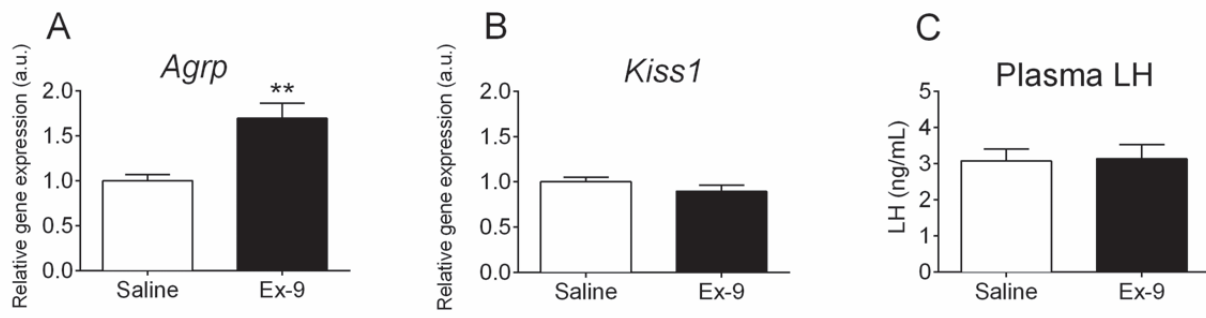 A
Agrp
Relative gene expression (a.u.)
2.0
**
1.5
1.0
0.5
0.0
Saline Ex-9
B
Kiss1
Relative gene expression (a.u.)
2.0
1.5
1.0
0.5
0.0
Saline Ex-9
C
Plasma LH
LH (ng/mL)
5
4
3
2
1
0
Saline Ex-9